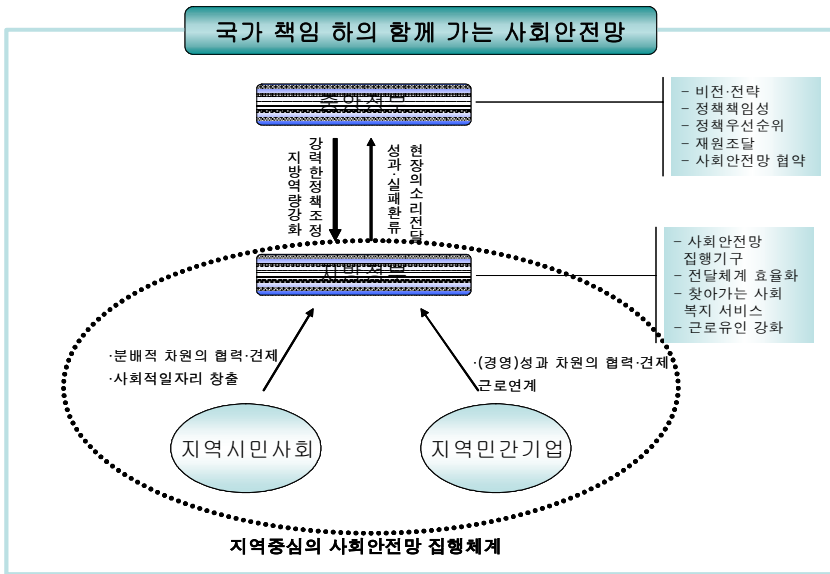 국가 책임 하의 함께 가는 사회안전망
중앙정부
- 비전·전략
- 정책책임성
- 정책우선순위
- 재원조달
- 사회안전망 협약
강력한정책조정
지방역량강화
현장의소리전달
성과·실패환류
지방정부
- 사회안전망
집행기구
- 전달체계 효율화
- 찾아가는 사회
복지 서비스
- 근로유인 강화
·분배적 차원의 협력·견제
·사회적일자리 창출
·(경영)성과 차원의 협력·견제
근로연계
지역시민사회
지역민간기업
지역중심의 사회안전망 집행체계